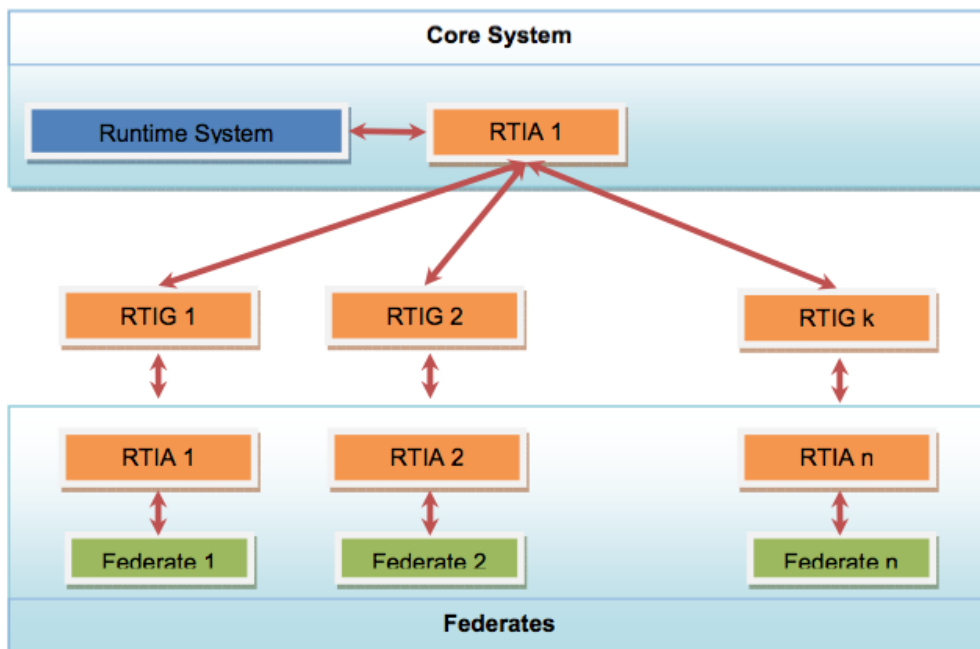 Core System
Runtime System
RTIA 1
RTIG 1
RTIG 2
RTIG k
RTIA 1
RTIA 2
RTIA n
Federate 1
Federate 2
Federate n
Federates